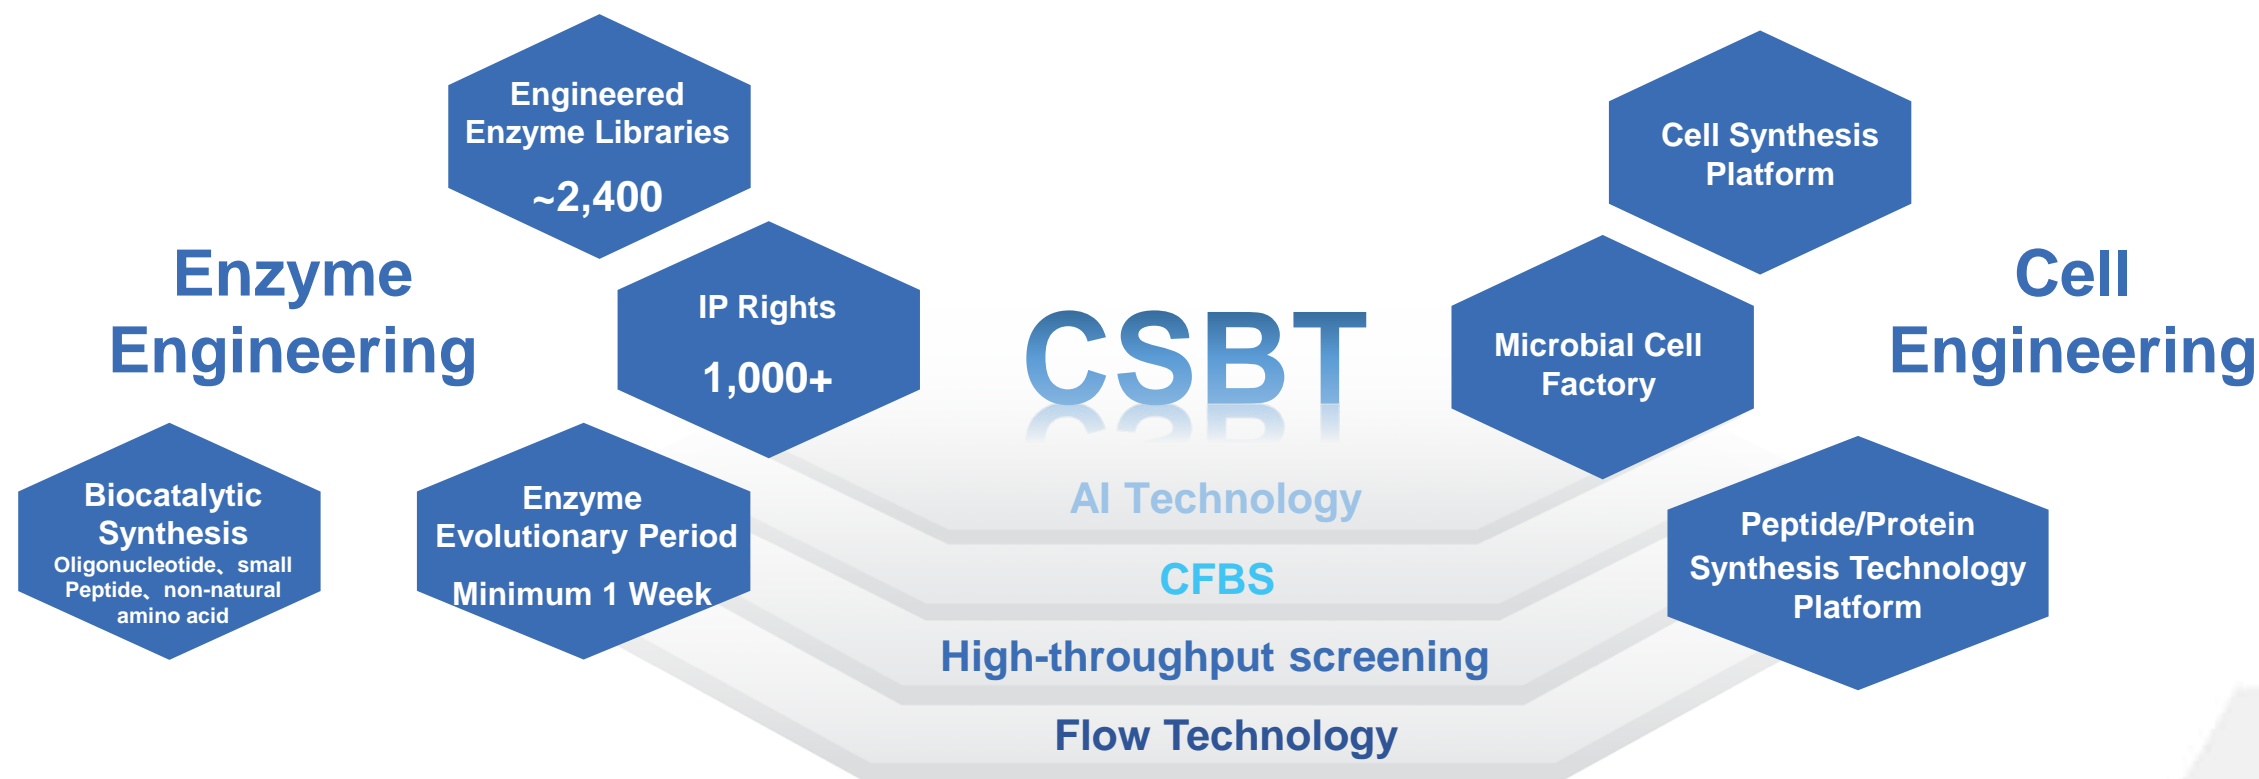 Enzyme
Engineering
Engineered
Enzyme Libraries
~2,400
IP Rights
1,000+
Biocatalytic
Synthesis
Oligonucleotide、small
Peptide、non-natural
amino acid
Enzyme
Evolutionary Period
Minimum 1 Week
CSBT
AI Technology
CFBS
High-throughput screening
Flow Technology
Cell Synthesis
Platform
Microbial Cell
Factory
Cell
Engineering
Peptide/Protein
Synthesis Technology
Platform